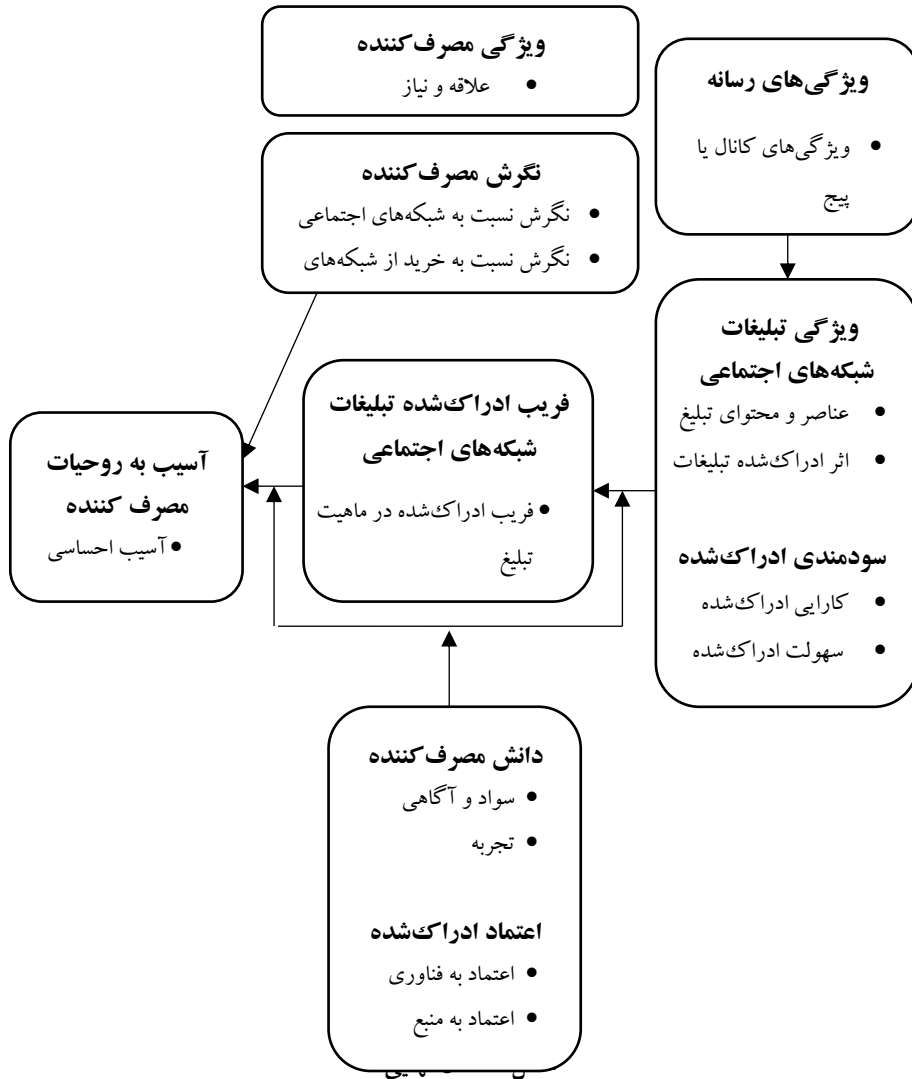 ویژگی مصرف‌کننده
• علاقه و نیاز
ویژگی‌های رسانه
• ویژگی‌های کانال یا
پیج
نگرش مصرف‌کننده
• نگرش نسبت به شبکه‌های اجتماعی
• نگرش نسبت به خرید از شبکه‌های
ویژگی تبلیغات
شبکه‌های اجتماعی
• عناصر و محتوای تبلیغ
• اثر ادراک‌شده تبلیغات
سودمندی ادراک‌شده
• کارایی ادراک‌شده
• سهولت ادراک‌شده
فریب ادراک‌شده تبلیغات
شبکه‌های اجتماعی
• فریب ادراک‌شده در ماهیت
تبلیغ
آسیب به روحیات
مصرف کننده
• آسیب احساسی
دانش مصرف‌کننده
• سواد و آگاهی
• تجربه
اعتماد ادراک‌شده
• اعتماد به فناوری
• اعتماد به منبع